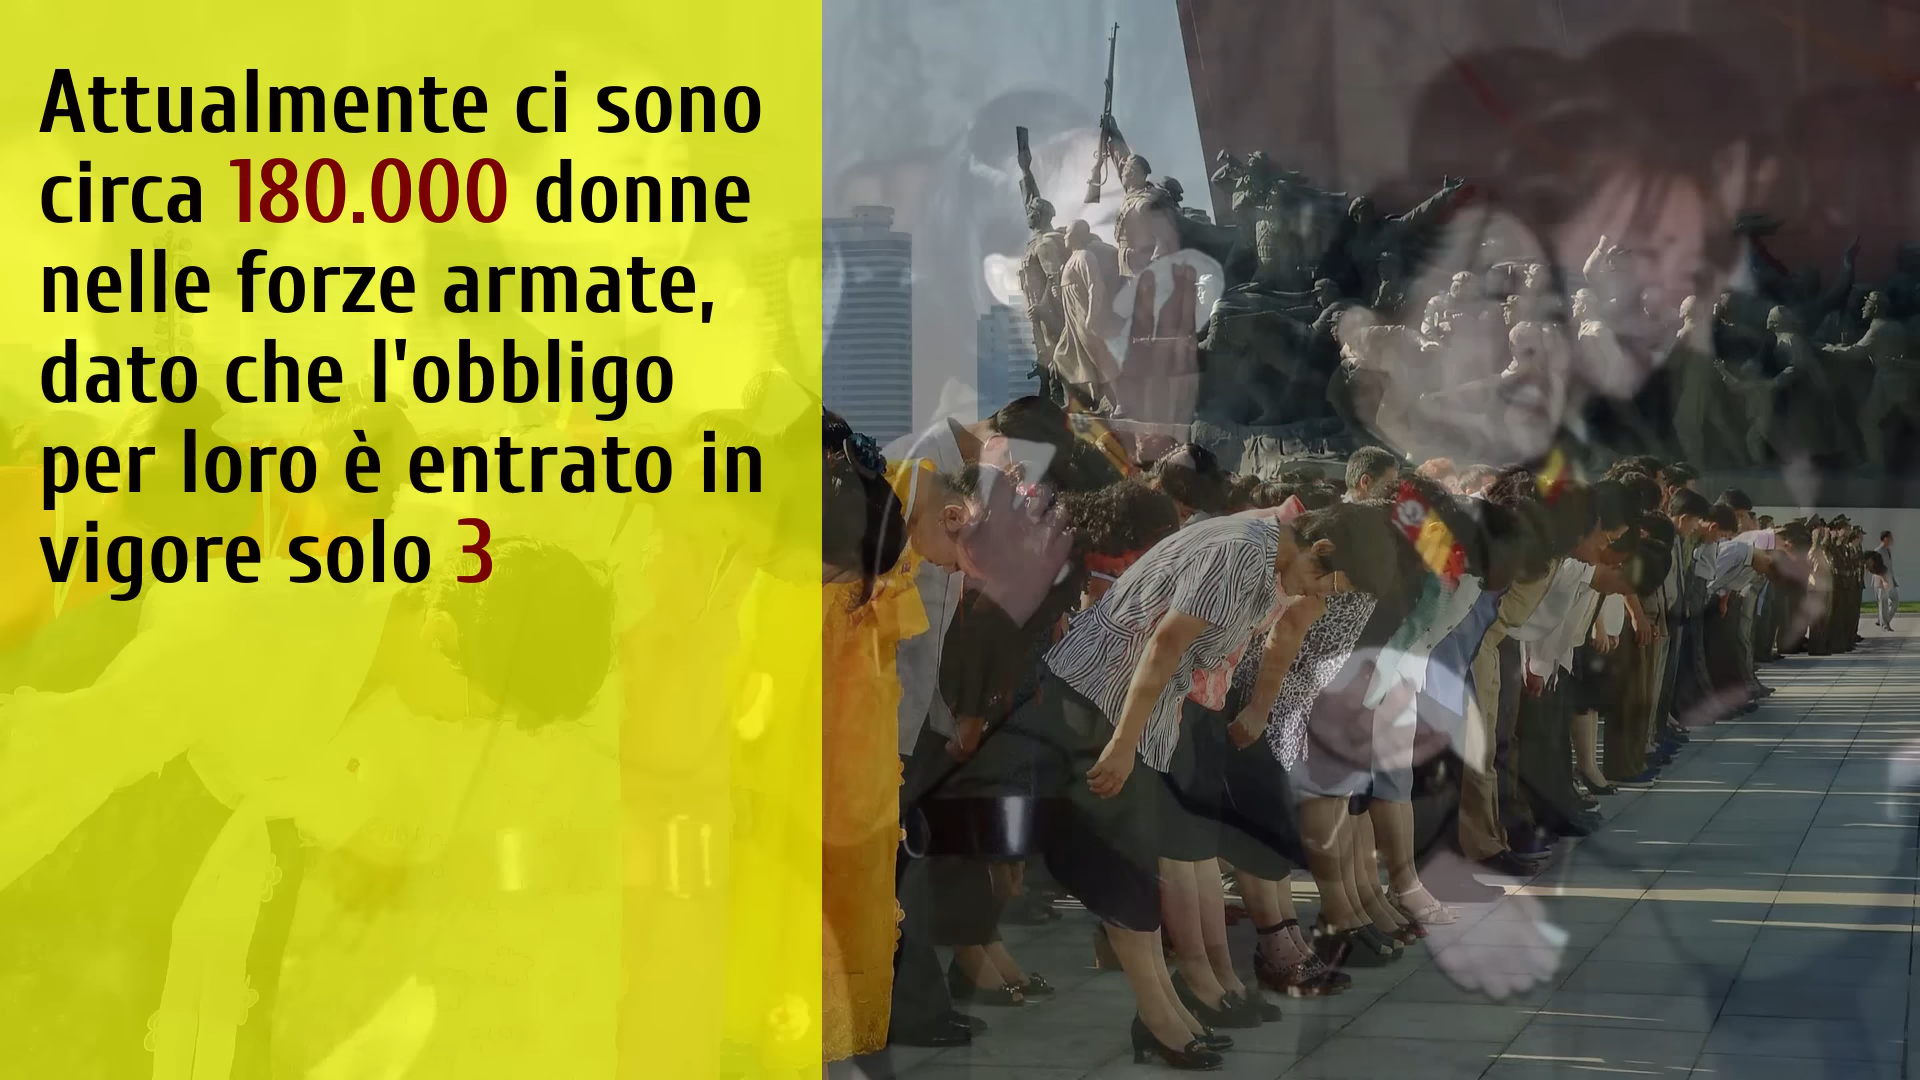 Attualmente ci sono
circa 180.000 donne
nelle forze armate,
dato che l'obbligo
per loro è entrato in
vigore solo 3